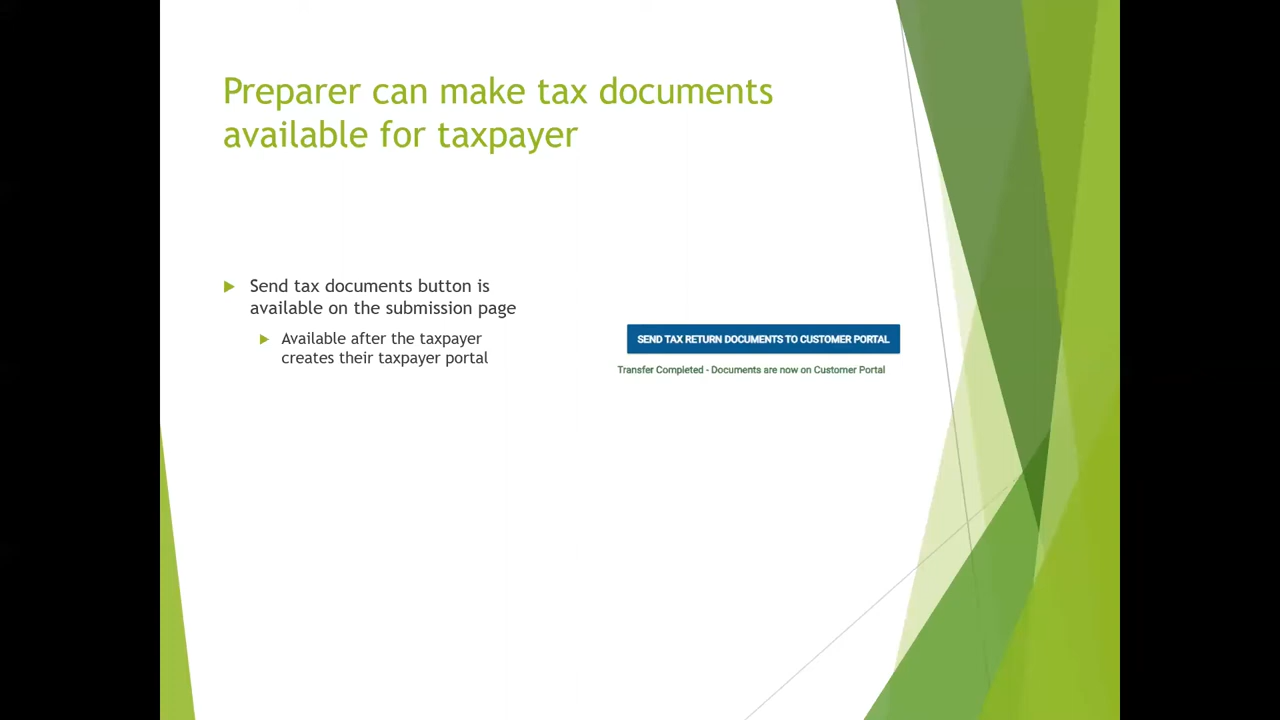 Preparer can make tax documents
available for taxpayer
Send tax documents button is
available on the submission page
Available after the taxpayer
creates their taxpayer portal
SEND TAX RETURN DOCUMENTS TO CUSTOMER PORTAL
Transfer Completed - Documents are now on Customer Portal